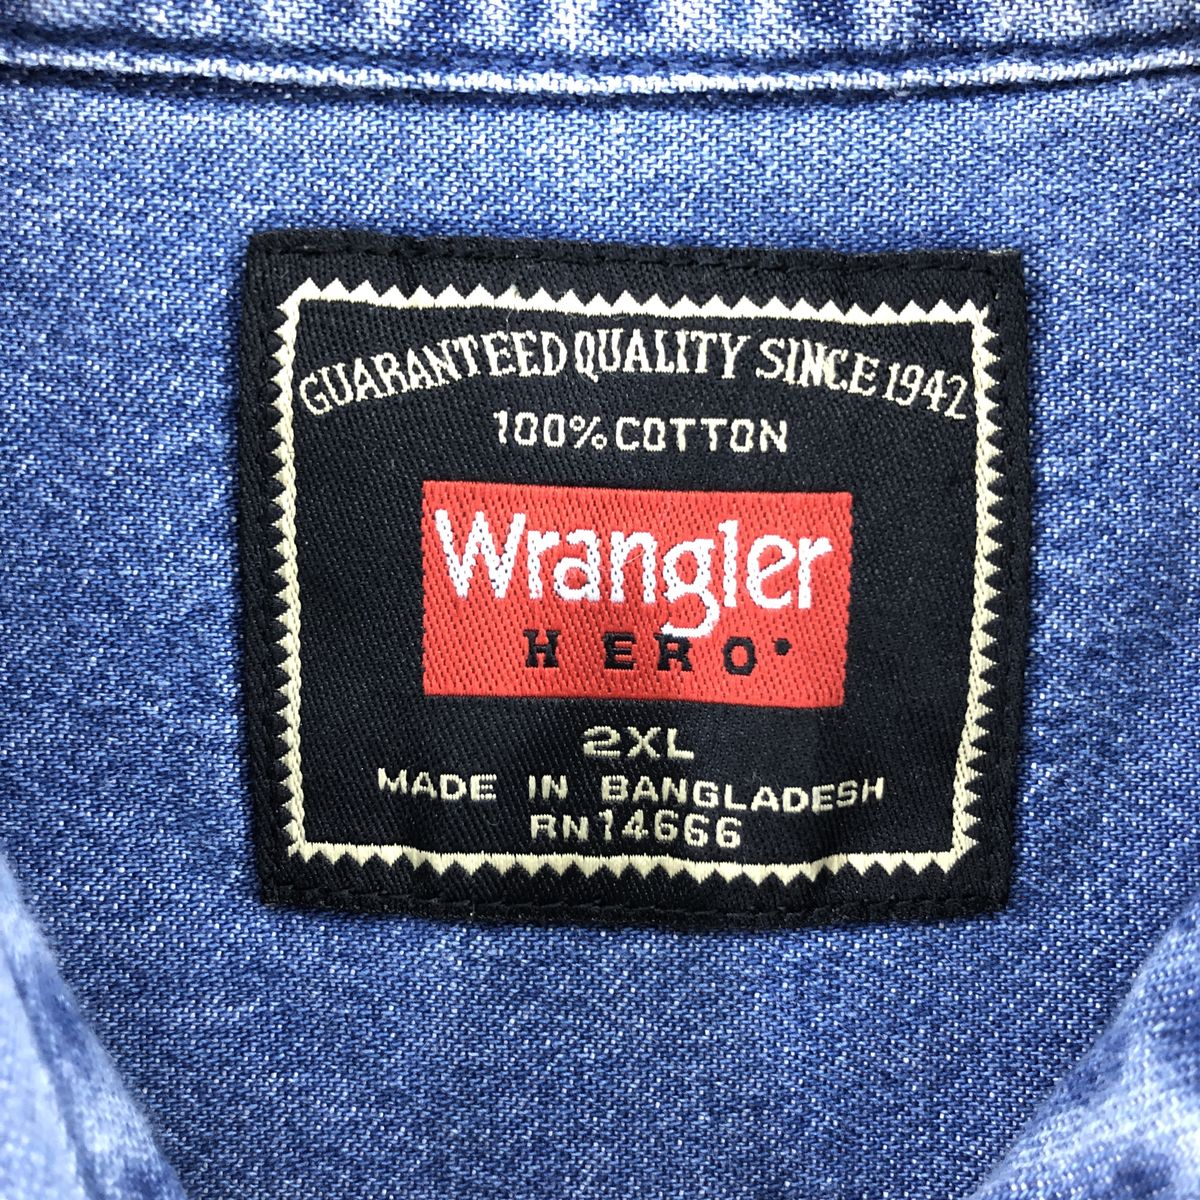 GUARANTEED QUALITY SINCE 1942
100% COTTON
Wrangler
HERO
2XL
MADE IN BANGLADESH
RN14666